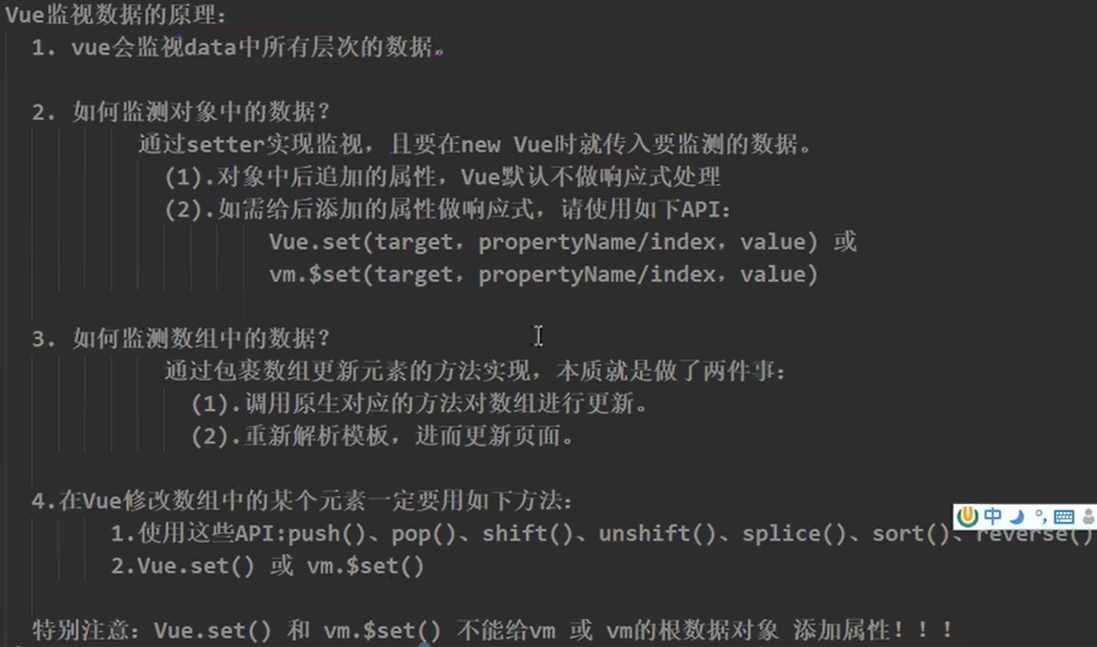 Vue监视数据的原理：
1. vue会监视data中所有层次的数据。
2. 如何监测对象中的数据？
通过setter实现监视，且要在new Vue时就传入要监测的数据。
(1).对象中后追加的属性，Vue默认不做响应式处理
(2).如需给后添加的属性做响应式，请使用如下API：
Vue.set(target，propertyName/index，value) 或
vm.$set(target，propertyName/index，value)
3. 如何监测数组中的数据？
通过包裹数组更新元素的方法实现，本质就是做了两件事：
(1).调用原生对应的方法对数组进行更新。
(2).重新解析模板，进而更新页面。
4.在Vue修改数组中的某个元素一定要用如下方法：
中
1.使用这些API:push()、pop()、shift()、unshift()、splice()、sort()、reverse()
2.Vue.set() 或 vm.$set()
特别注意：Vue.set() 和 vm.$set() 不能给vm 或 vm的根数据对象 添加属性！！！